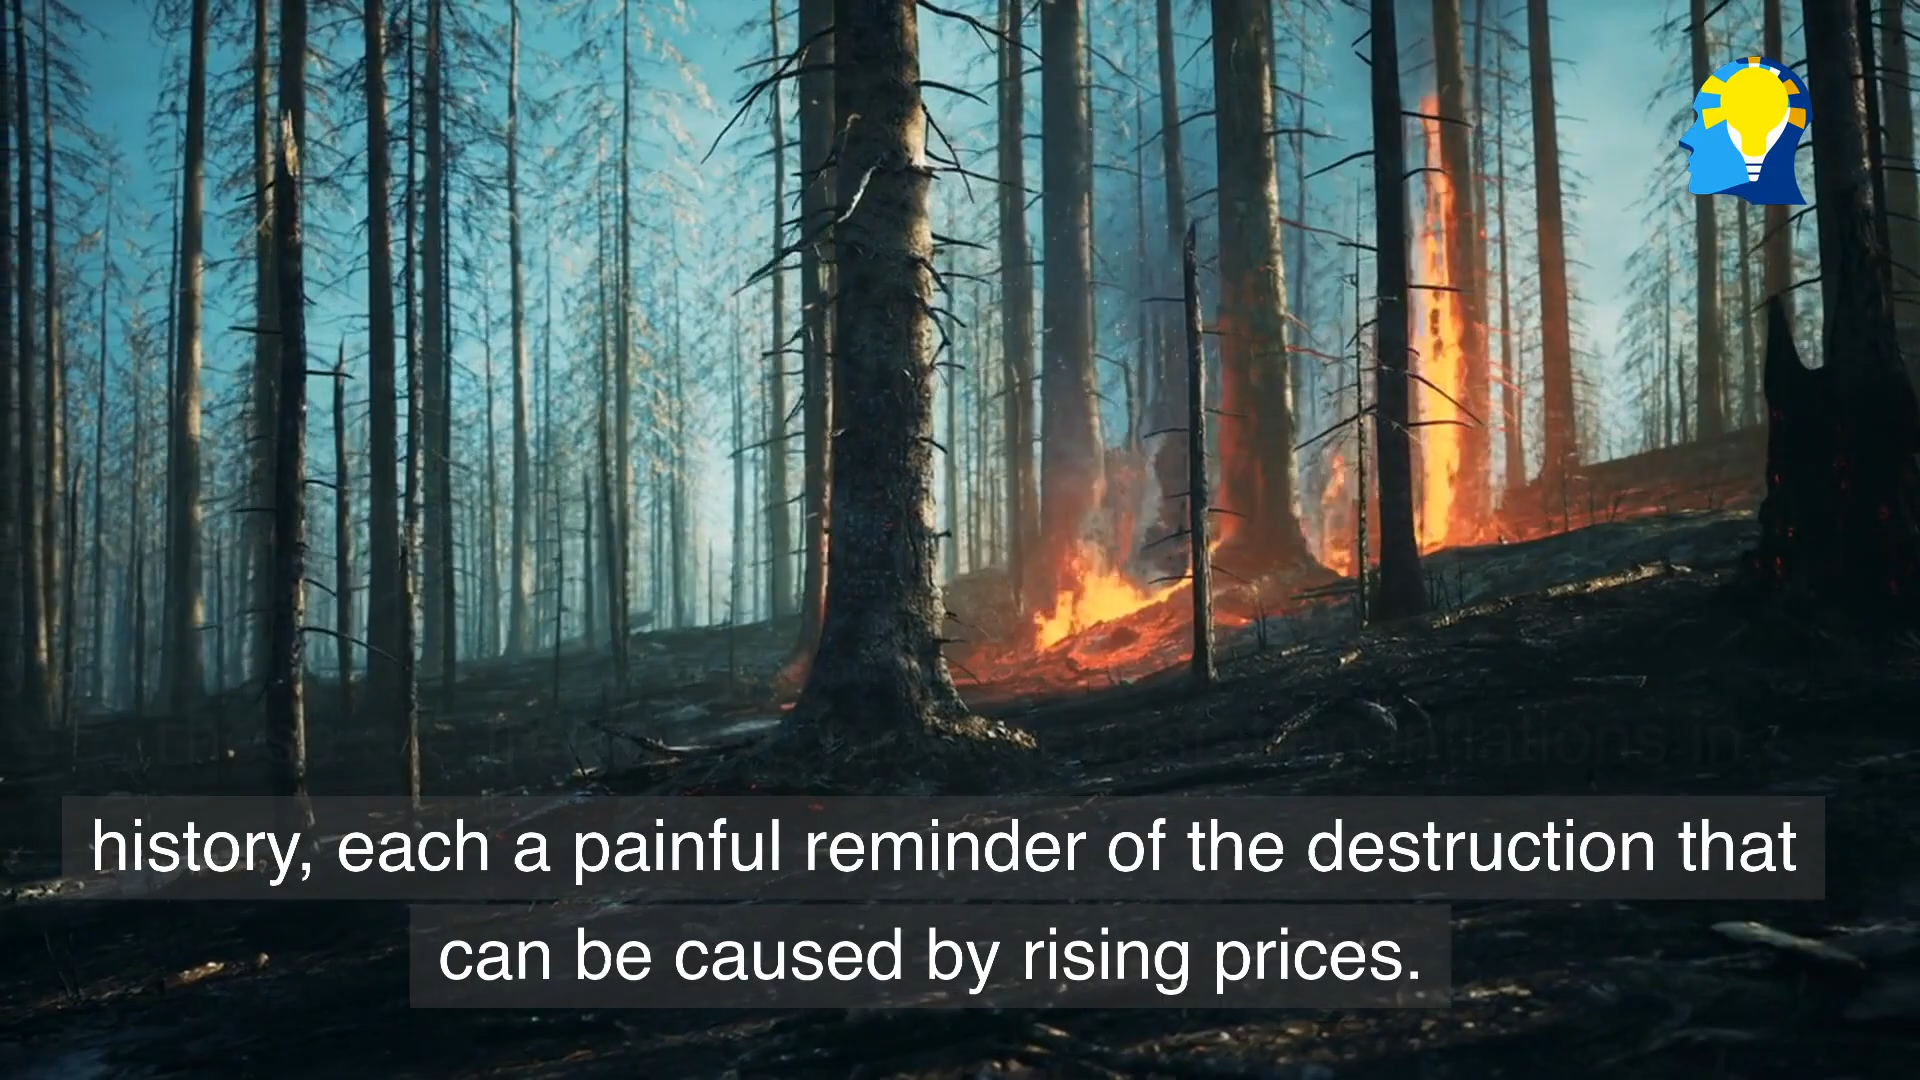 history, each a painful reminder of the destruction that
can be caused by rising prices.